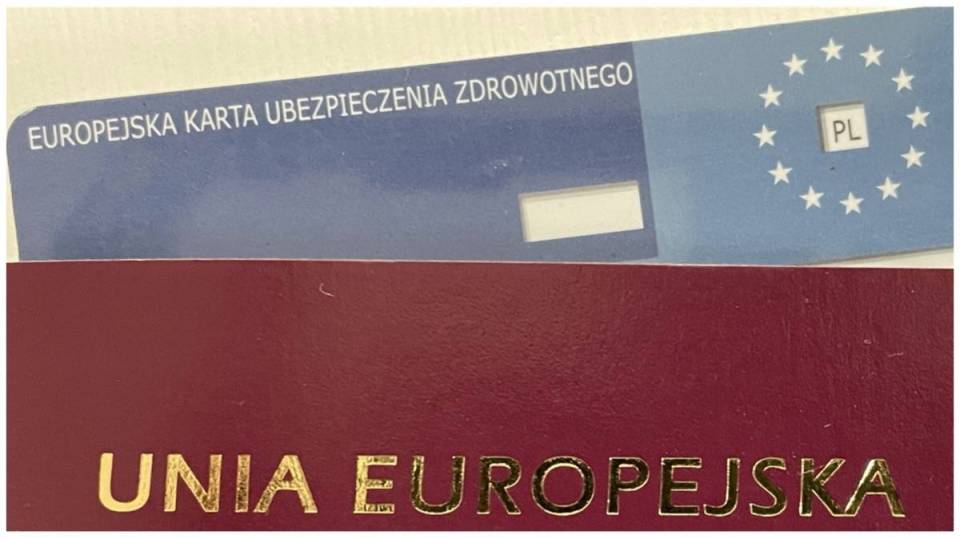 EUROPEJSKA KARTA UBEZPIECZENIA ZDROWOTNEGO
PL
UNIA EUROPEJSKA